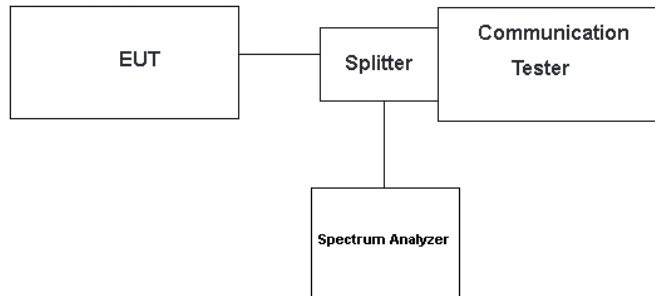 EUT
Splitter
Communication
Tester
Spectrum Analyzer